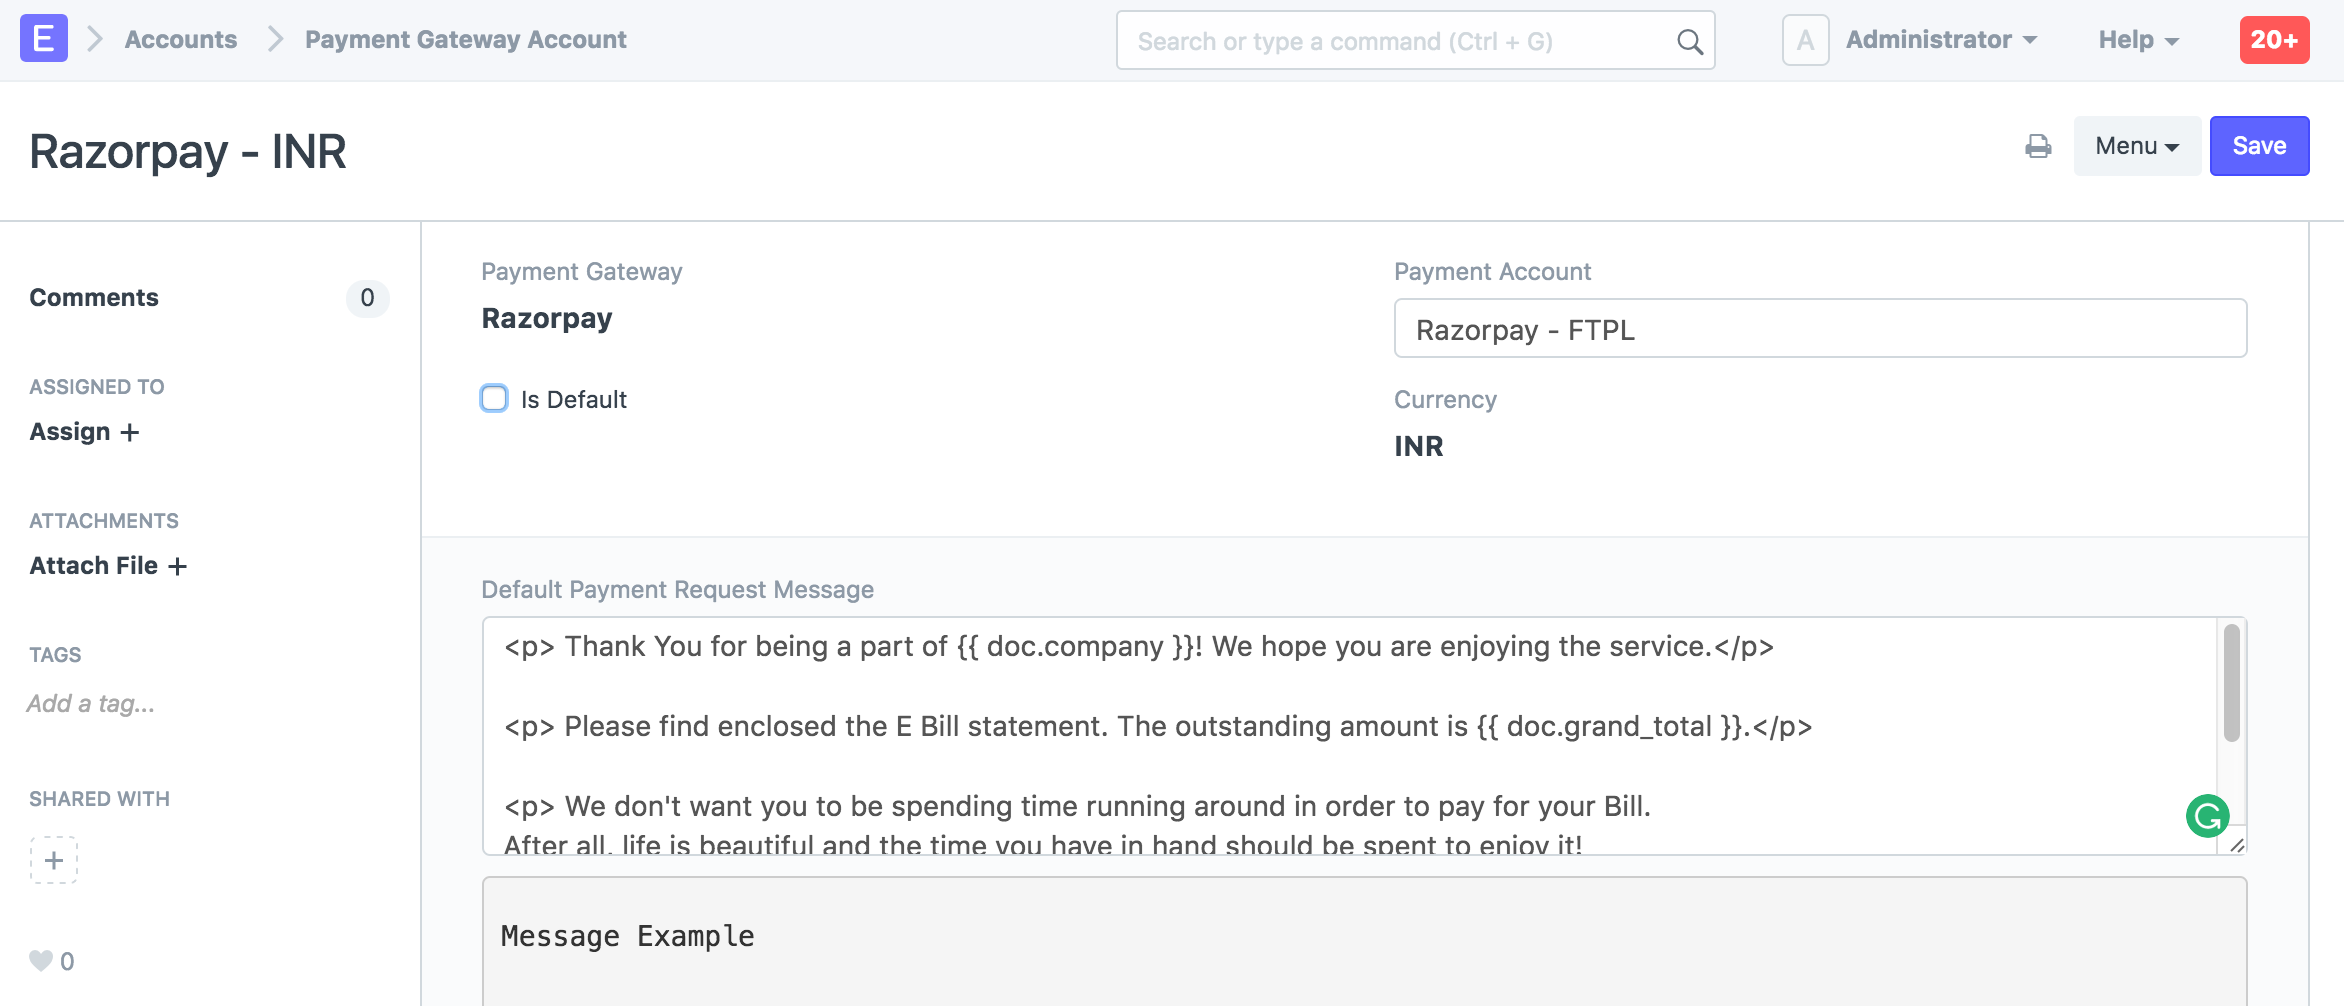 E Accounts Payment Gateway Account Search or type a command (Ctrl + G) A Administrator Help 20+
Razorpay - INR Menu Save
Comments 0
ASSIGNED TO
Assign +
ATTACHMENTS
Attach File +
TAGS
Add a tag...
SHARED WITH
+
0
Payment Gateway
Razorpay
Is Default
Payment Account
Razorpay - FTPL
Currency
INR
Default Payment Request Message
<p> Thank You for being a part of {{ doc.company }}! We hope you are enjoying the service.</p>
<p> Please find enclosed the E Bill statement. The outstanding amount is {{ doc.grand_total }}.</p>
<p> We don't want you to be spending time running around in order to pay for your Bill.
After all, life is beautiful and the time you have in hand should be spent to enjoy it!
Message Example